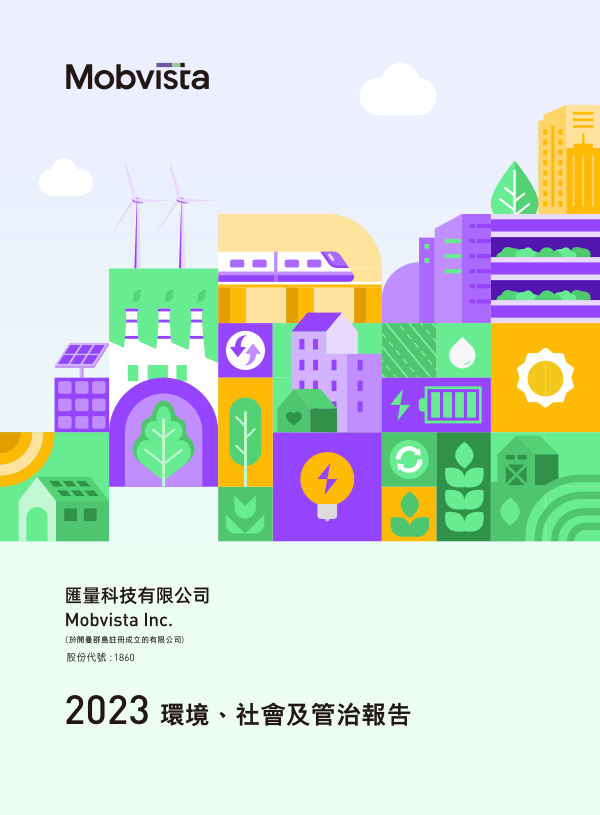 Mobvista
匯量科技有限公司
Mobvista Inc.
(於開曼群島註冊成立的有限公司)
股份代號 : 1860
2023 環境、社會及管治報告